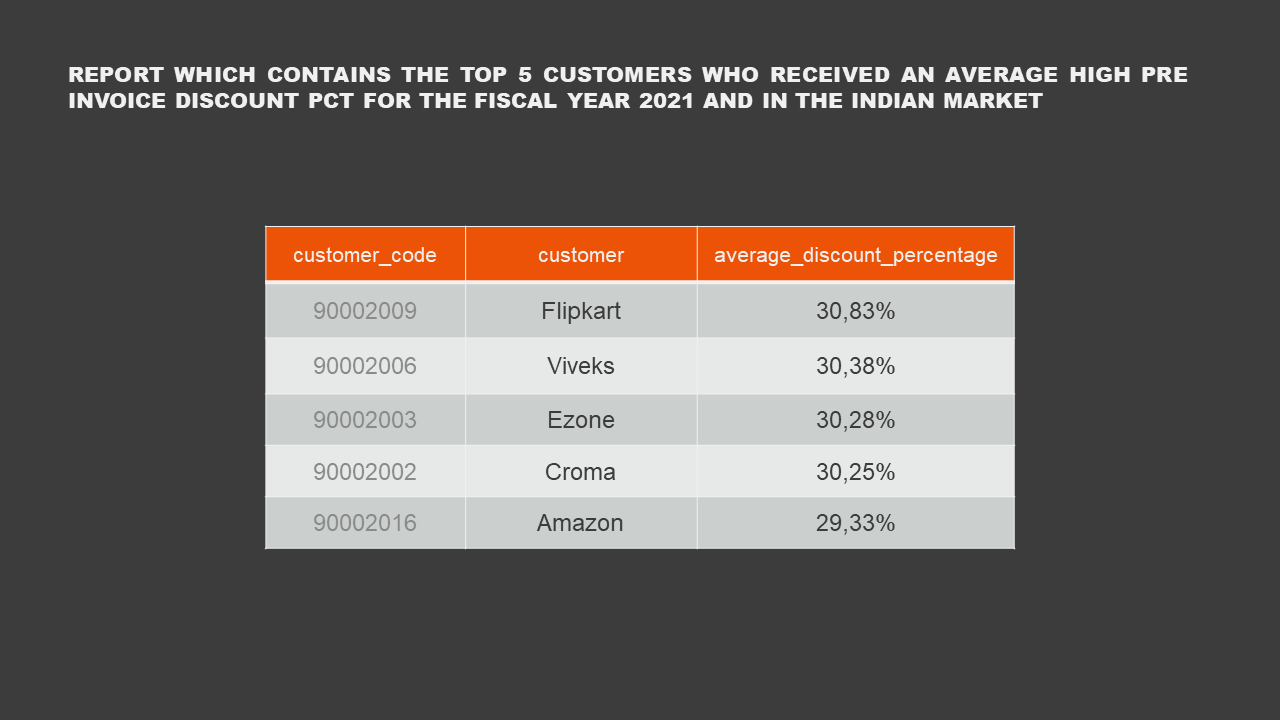 REPORT WHICH CONTAINS THE TOP 5 CUSTOMERS WHO RECEIVED AN AVERAGE HIGH PRE
INVOICE DISCOUNT PCT FOR THE FISCAL YEAR 2021 AND IN THE INDIAN MARKET
customer_code customer average_discount_percentage
90002009 Flipkart 30,83%
90002006 Viveks 30,38%
90002003 Ezone 30,28%
90002002 Croma 30,25%
90002016 Amazon 29,33%